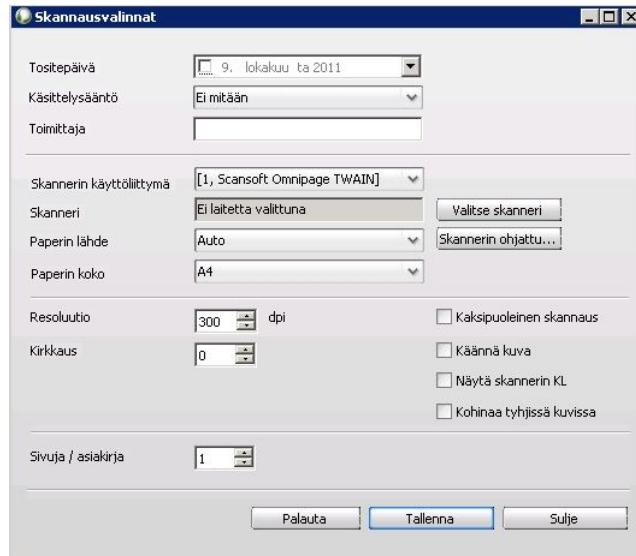 Skannausvalinnat
Tositepäivä 9. lokakuu ta 2011
Käsittelysääntö Ei mitään
Toimittaja
Skannerin käyttöliittymä [1, Scansoft Omnipage TWAIN]
Skanneri Ei laitetta valittuna Valitse skanneri
Paperin lähde Auto Skannerin ohjattu...
Paperin koko A4
Resoluutio 300 dpi Kaksipuoleinen skannaus
Kirkkaus 0 Käännä kuva
Näytä skannerin KL
Kohinaa tyhjissä kuvissa
Sivuja / asiakirja 1
Palauta Tallenna Sulje